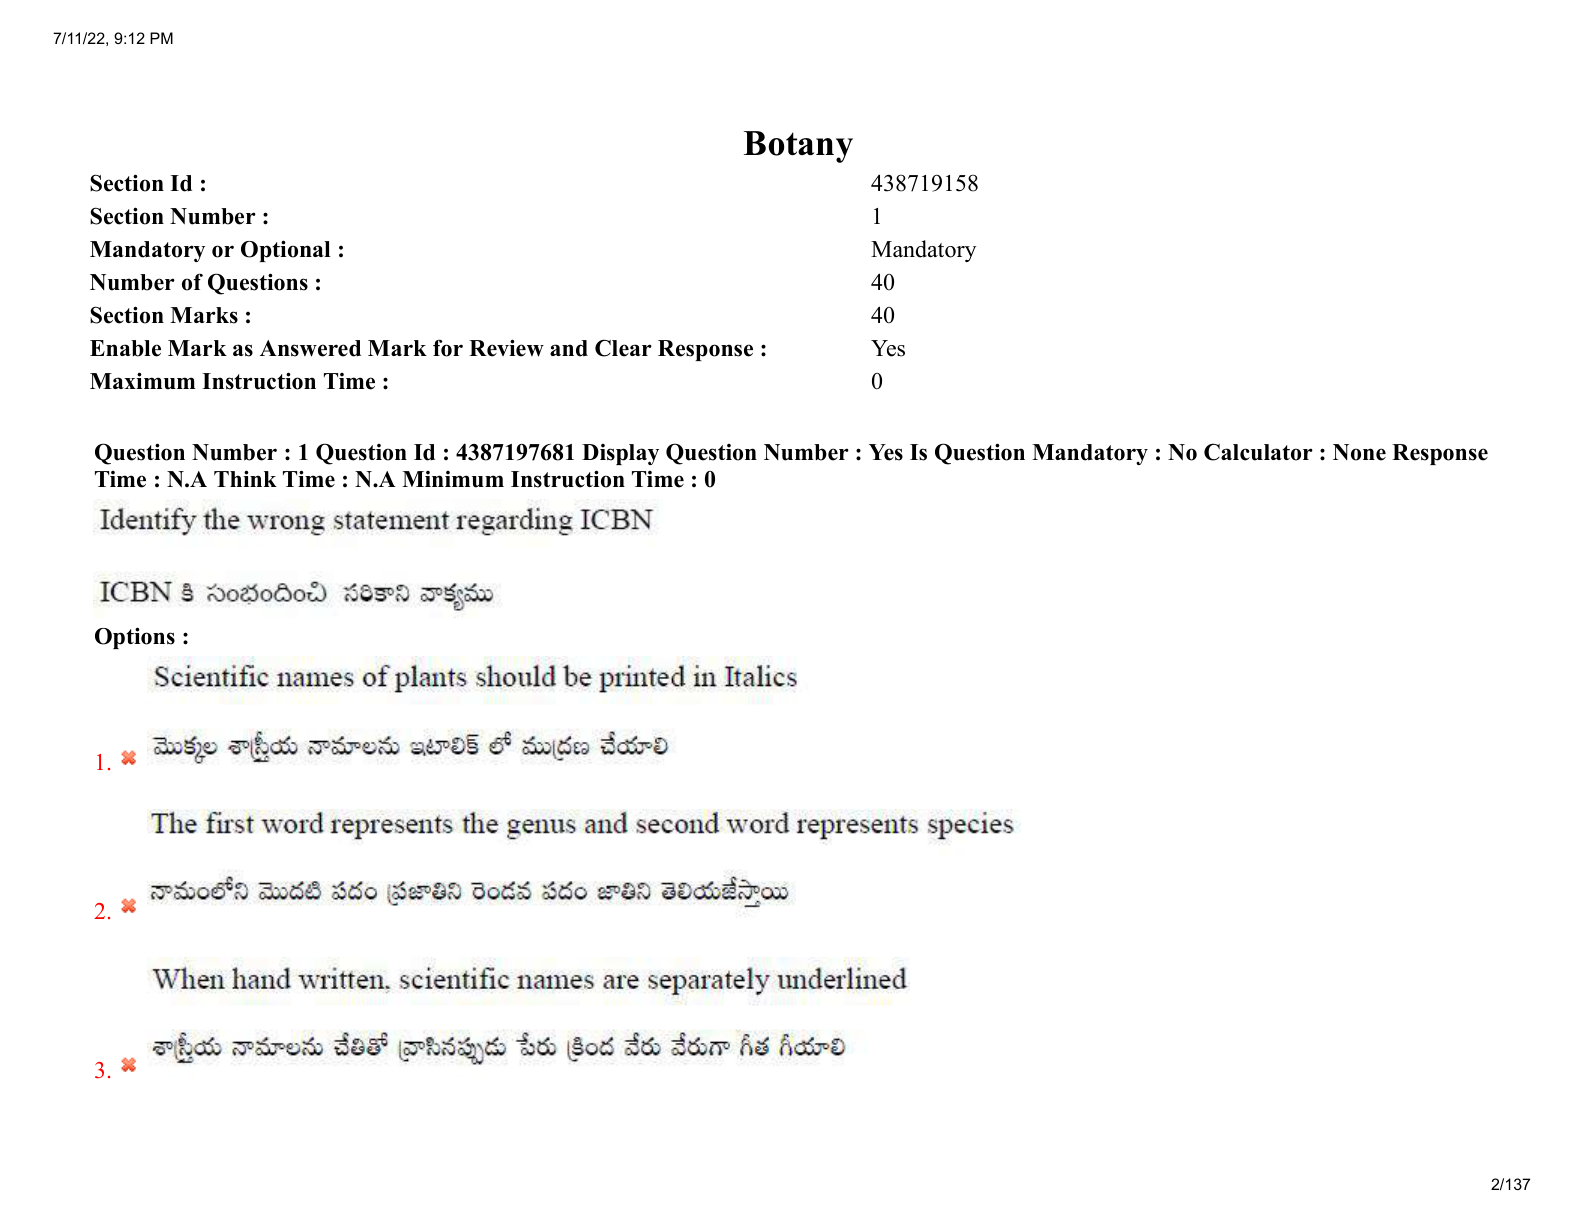 7/11/22, 9:12 PM
Botany
Section Id : 438719158
Section Number : 1
Mandatory or Optional : Mandatory
Number of Questions : 40
Section Marks : 40
Enable Mark as Answered Mark for Review and Clear Response : Yes
Maximum Instruction Time : 0
Question Number : 1 Question Id : 4387197681 Display Question Number : Yes Is Question Mandatory : No Calculator : None Response
Time : N.A Think Time : N.A Minimum Instruction Time : 0
Identify the wrong statement regarding ICBN
ICBN కి సంభందించి సరికాని వాక్యము
Options :
Scientific names of plants should be printed in Italics
1. మొక్కల శాస్త్రీయ నామాలను ఇటాలిక్ లో ముద్రణ చేయాలి
The first word represents the genus and second word represents species
2. నామంలోని మొదటి పదం ప్రజాతిని రెండవ పదం జాతిని తెలియజేస్తాయి
When hand written, scientific names are separately underlined
3. శాస్త్రీయ నామాలను చేతితో వ్రాసినప్పుడు పేరు క్రింద వేరు వేరుగా గీత గీయాలి
2/137